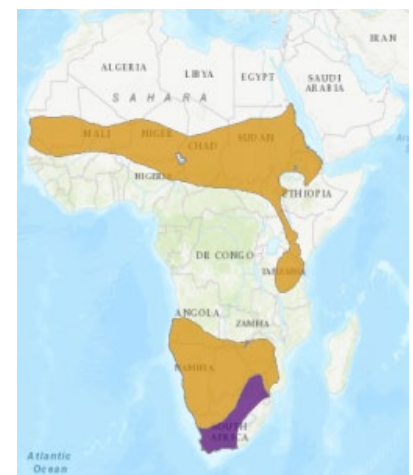 IRAN
ALGERIA
LIBYA
EGYPT
SAUDI
ARABIA
SAHARA
MALI
NIGER
CHAD
SUDAN
NIGERIA
ETHIOPIA
DR CONGO
TANZANIA
ANGOLA
ZAMBIA
NAMIBIA
SOUTH
AFRICA
Atlantic
Ocean